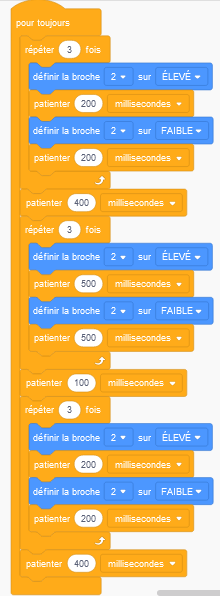 pour toujours
répéter 3 fois
définir la broche 2 sur ÉLEVÉ
patienter 200 millisecondes
définir la broche 2 sur FAIBLE
patienter 200 millisecondes
patienter 400 millisecondes
répéter 3 fois
définir la broche 2 sur ÉLEVÉ
patienter 500 millisecondes
définir la broche 2 sur FAIBLE
patienter 500 millisecondes
patienter 100 millisecondes
répéter 3 fois
définir la broche 2 sur ÉLEVÉ
patienter 200 millisecondes
définir la broche 2 sur FAIBLE
patienter 200 millisecondes
patienter 400 millisecondes